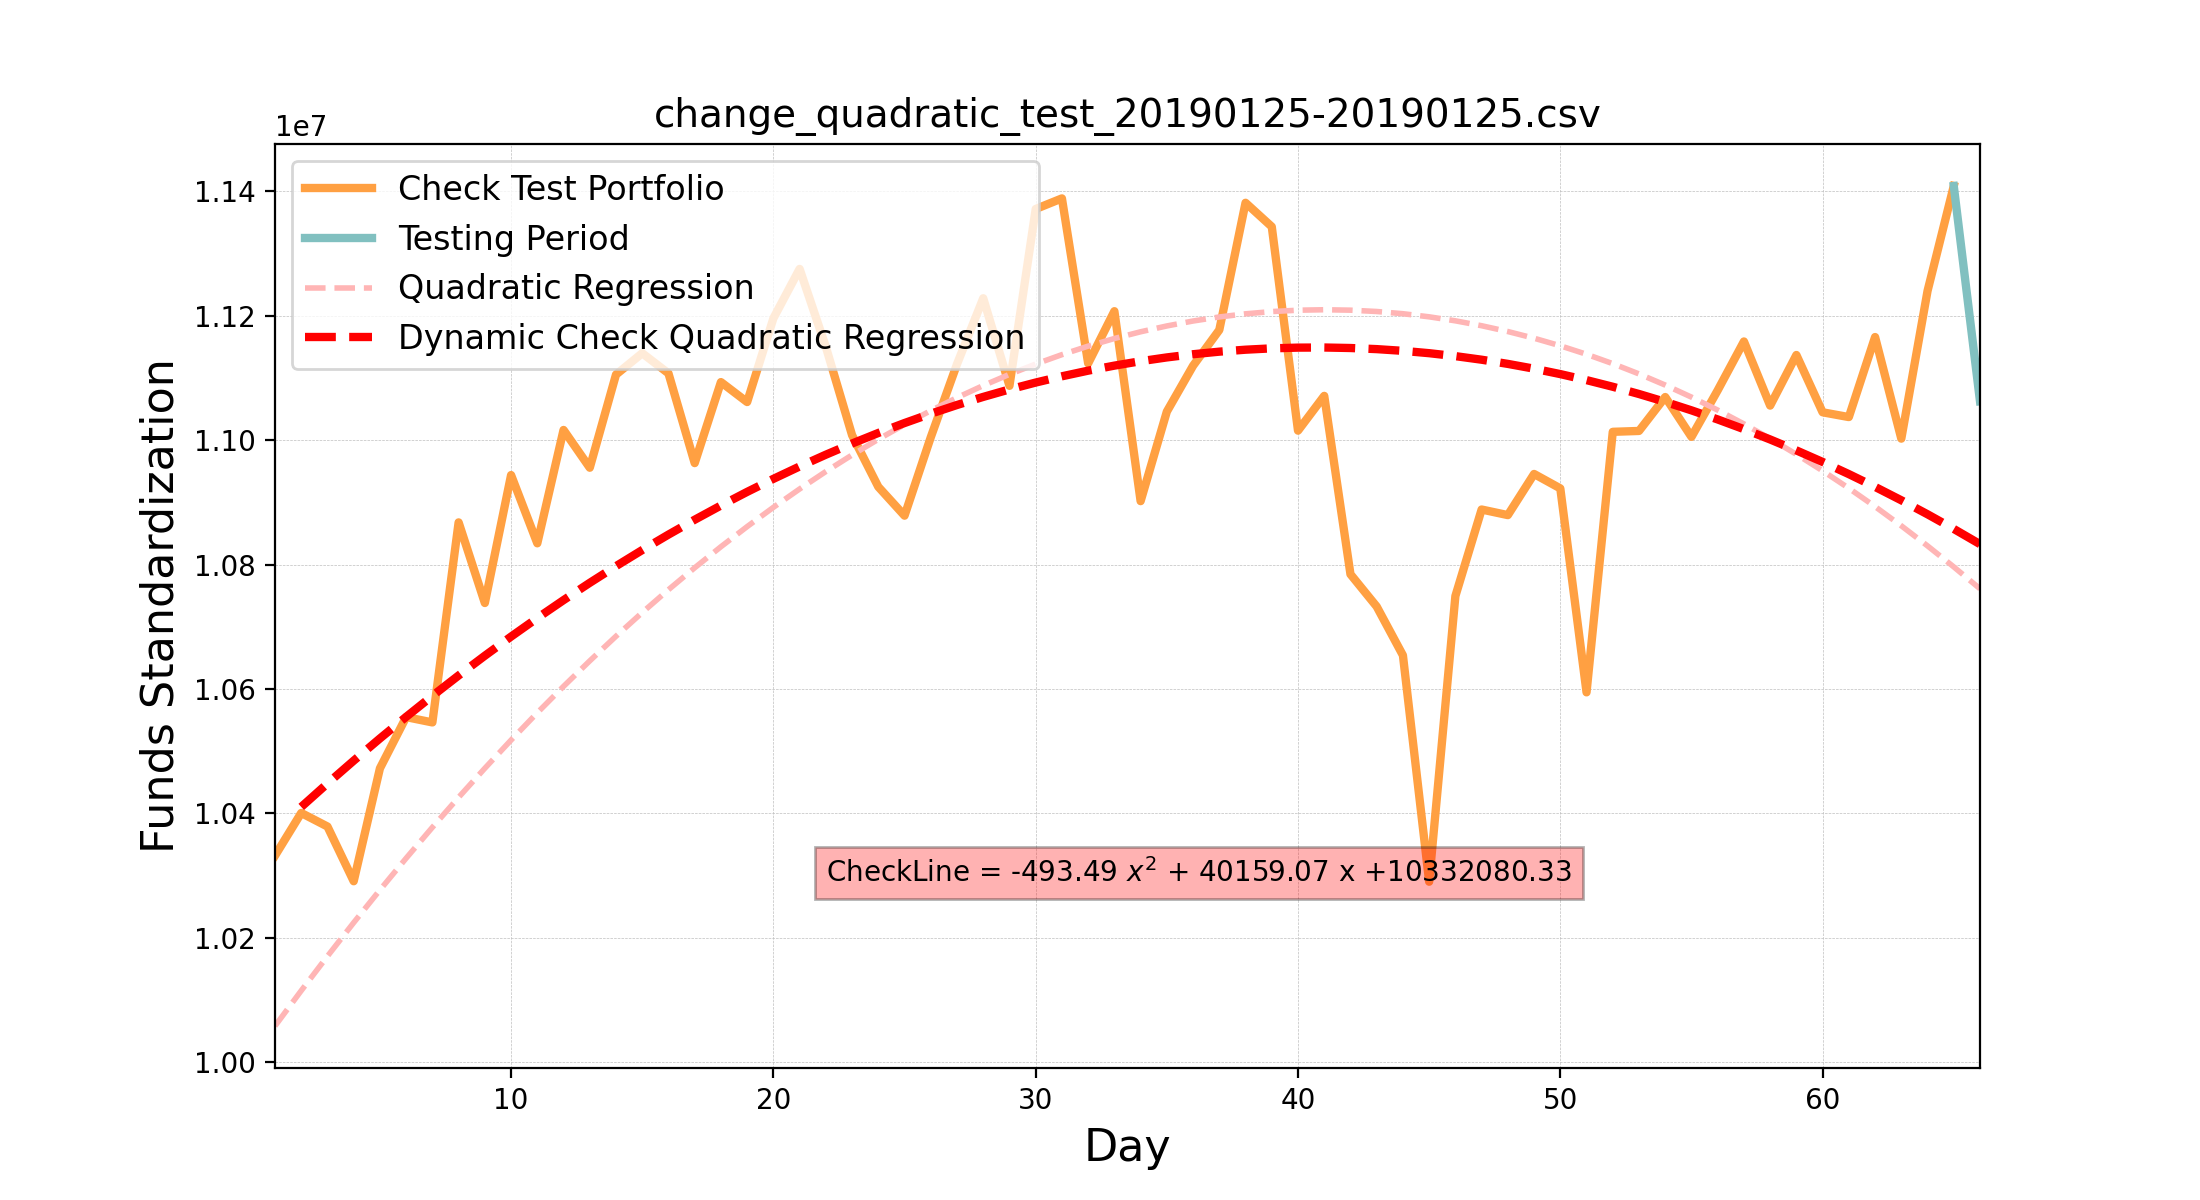 change_quadratic_test_20190125-20190125.csv
1e7
Check Test Portfolio
Testing Period
Quadratic Regression
Dynamic Check Quadratic Regression
1.14
1.12
1.10
1.08
1.06
1.04
1.02
1.00
Funds Standardization
CheckLine = -493.49 x² + 40159.07 x +10332080.33
10 20 30 40 50 60
Day